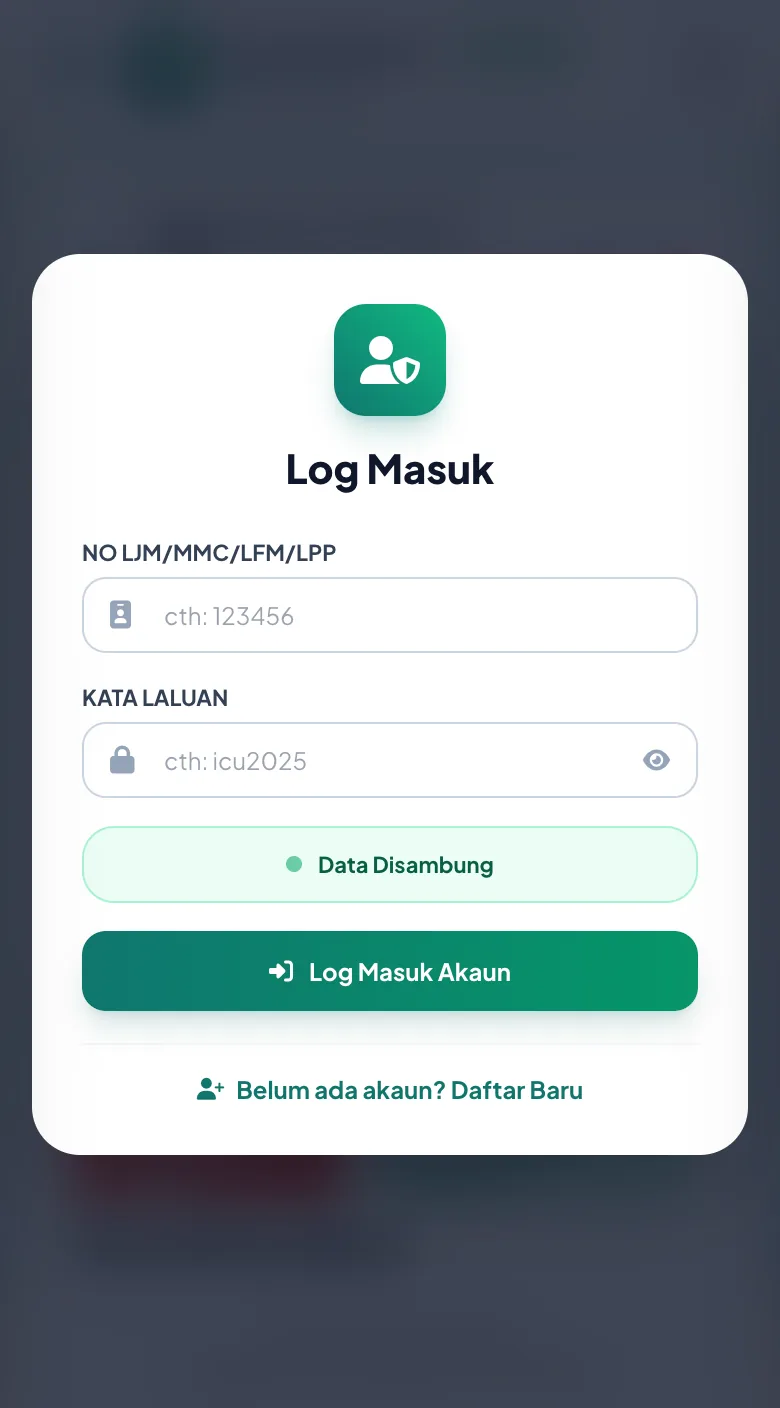 Log Masuk
NO LJM/MMC/LFM/LPP
cth: 123456
KATA LALUAN
cth: icu2025
Data Disambung
Log Masuk Akaun
Belum ada akaun? Daftar Baru